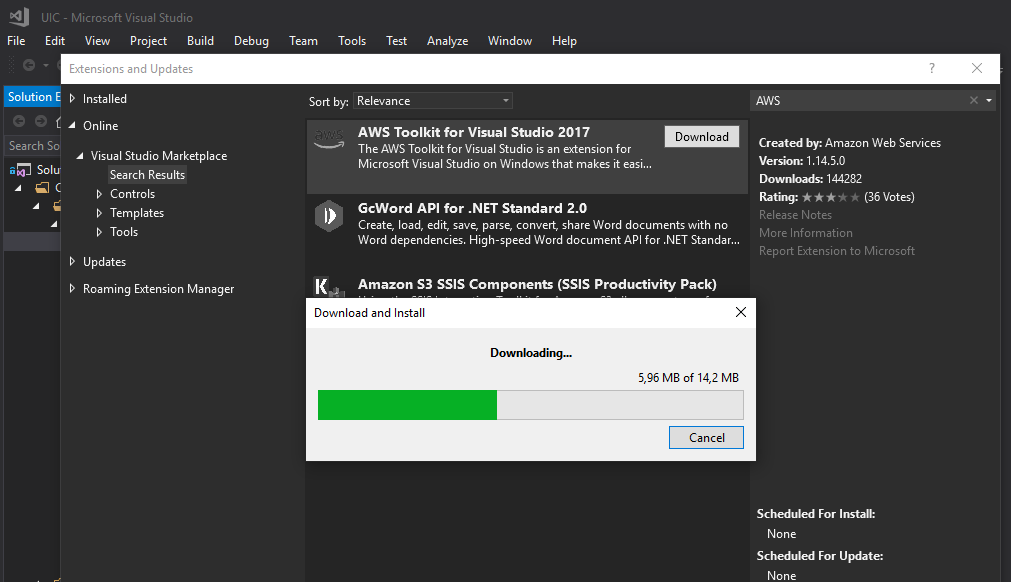 UIC - Microsoft Visual Studio
File Edit View Project Build Debug Team Tools Test Analyze Window Help
Extensions and Updates
?
Solution E
Search So
Solu
Installed
Online
Visual Studio Marketplace
Search Results
Controls
Templates
Tools
Updates
Roaming Extension Manager
Sort by: Relevance
aws
AWS Toolkit for Visual Studio 2017
Download
The AWS Toolkit for Visual Studio is an extension for
Microsoft Visual Studio on Windows that makes it easi...
GcWord API for .NET Standard 2.0
Create, load, edit, save, parse, convert, share Word documents with no
Word dependencies. High-speed Word document API for .NET Standar...
Amazon S3 SSIS Components (SSIS Productivity Pack)
Download and Install
Downloading...
5,96 MB of 14,2 MB
Cancel
AWS
Created by: Amazon Web Services
Version: 1.14.5.0
Downloads: 144282
Rating: ★★★★★ (36 Votes)
Release Notes
More Information
Report Extension to Microsoft
Scheduled For Install:
None
Scheduled For Update:
None